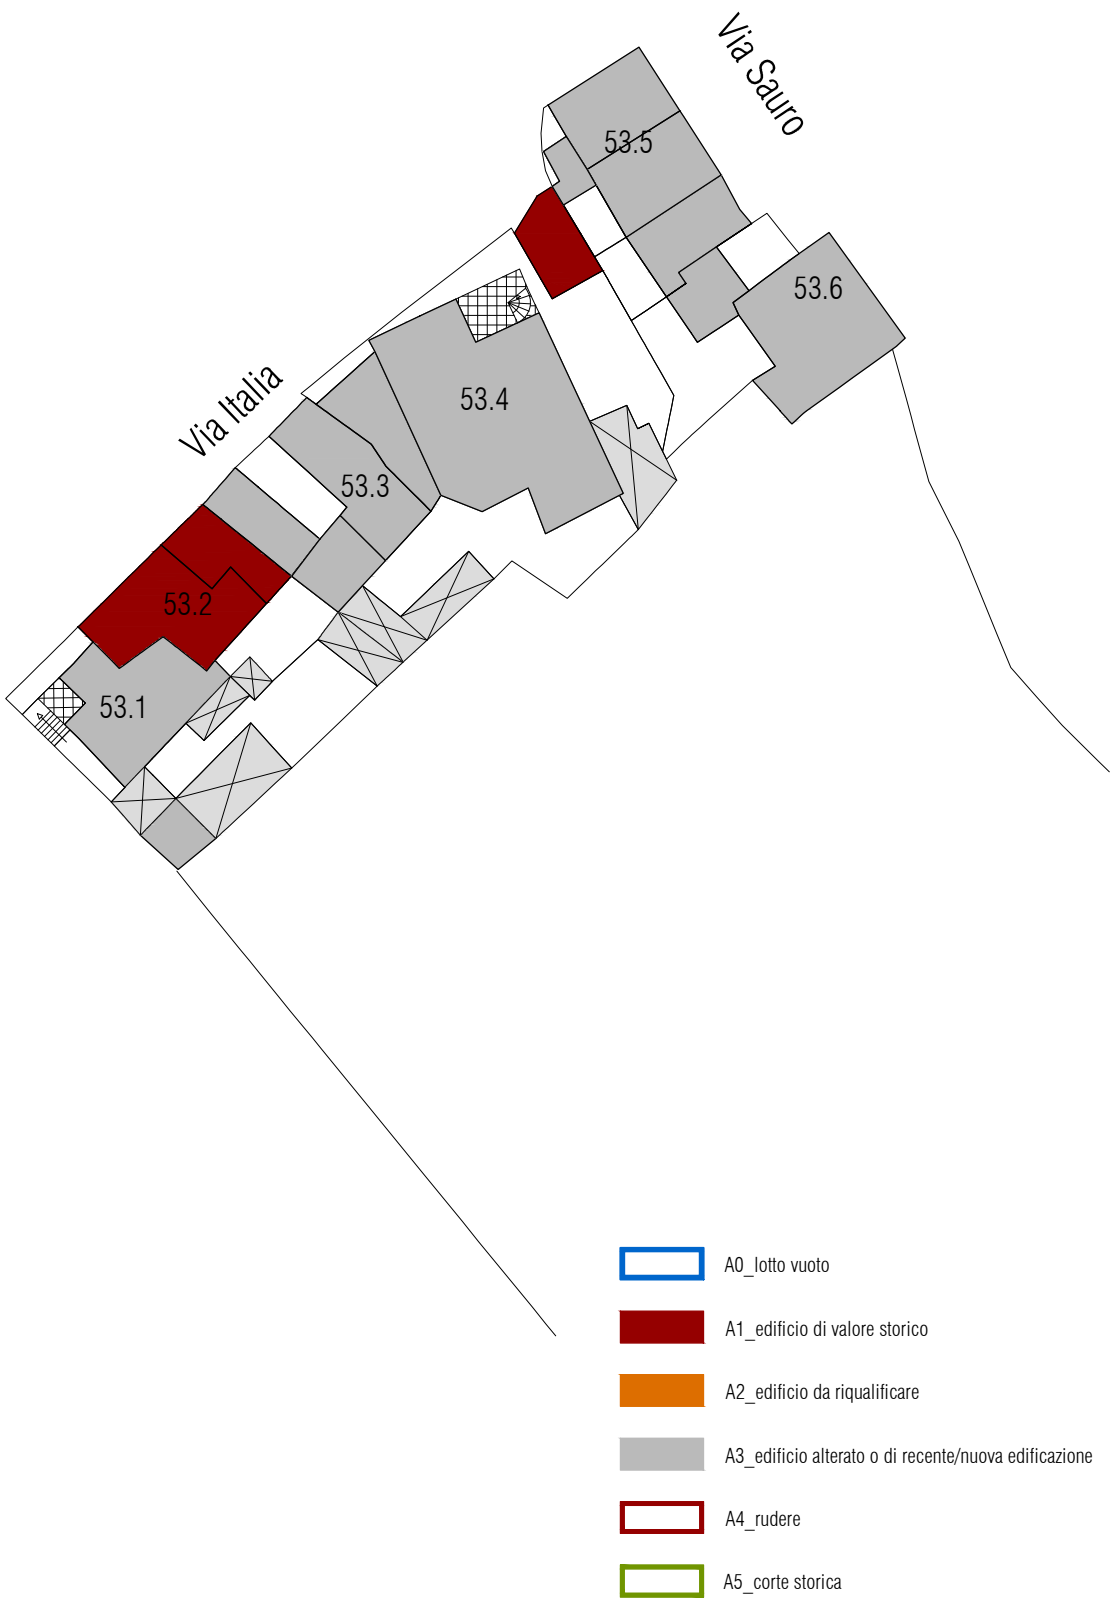 Via Sauro
53.5
53.6
53.4
Via Italia
53.3
53.2
53.1
A0_lotto vuoto
A1_edificio di valore storico
A2_edificio da riqualificare
A3_edificio alterato o di recente/nuova edificazione
A4_rudere
A5_corte storica